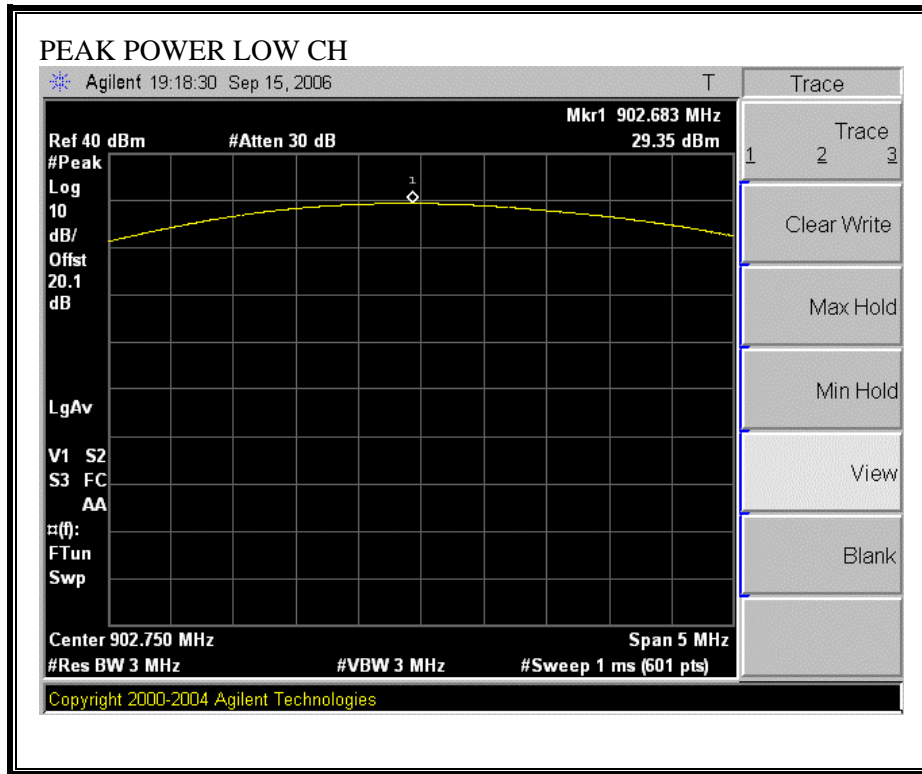 PEAK POWER LOW CH
Agilent 19:18:30 Sep 15, 2006 T
Mkr1 902.683 MHz
Ref 40 dBm #Atten 30 dB 29.35 dBm
#Peak
Log
10
dB/
Offst
20.1
dB
LgAv
V1 S2
S3 FC
AA
¤(f):
FTun
Swp
1
Center 902.750 MHz Span 5 MHz
#Res BW 3 MHz #VBW 3 MHz #Sweep 1 ms (601 pts)
Copyright 2000-2004 Agilent Technologies
Trace
Trace
1 2 3
Clear Write
Max Hold
Min Hold
View
Blank